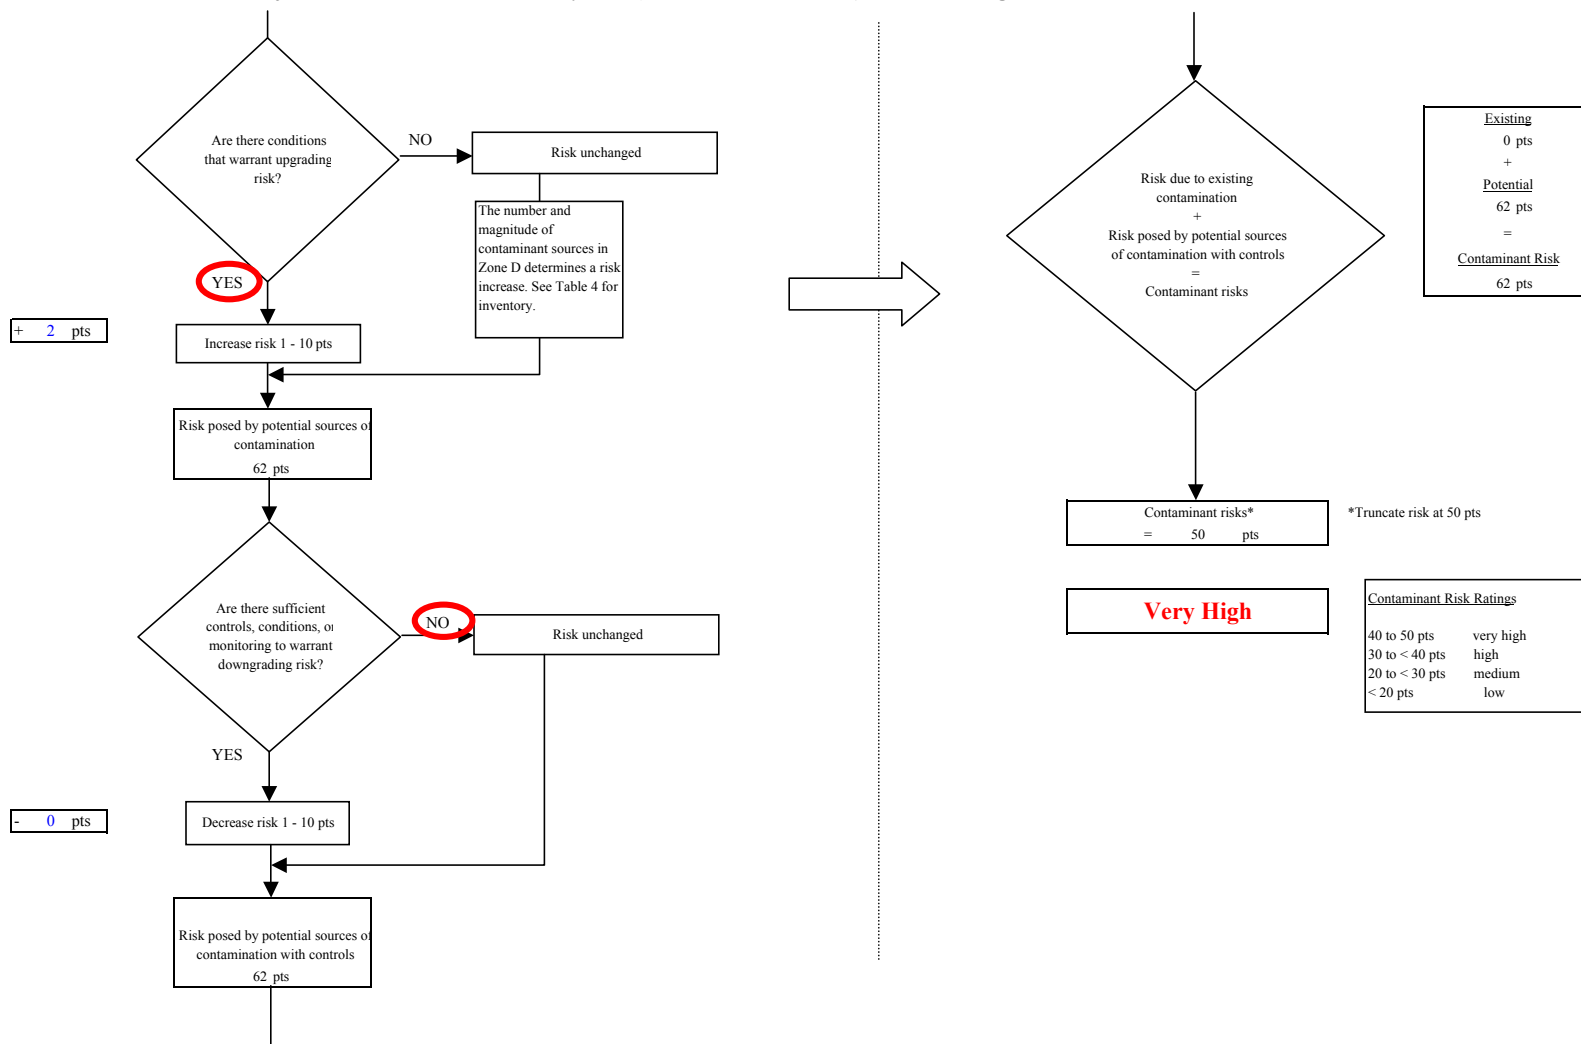 Are there conditions
that warrant upgrading
risk?
NO
Risk unchanged
The number and
magnitude of
contaminant sources in
Zone D determines a risk
increase. See Table 4 for
inventory.
YES
+ 2 pts
Increase risk 1 - 10 pts
Risk posed by potential sources of
contamination
62 pts
Are there sufficient
controls, conditions, or
monitoring to warrant
downgrading risk?
NO
Risk unchanged
YES
- 0 pts
Decrease risk 1 - 10 pts
Risk posed by potential sources of
contamination with controls
62 pts
Risk due to existing
contamination
+
Risk posed by potential sources
of contamination with controls
=
Contaminant risks
Existing
0 pts
+
Potential
62 pts
=
Contaminant Risk
62 pts
Contaminant risks*
= 50 pts
*Truncate risk at 50 pts
Very High
Contaminant Risk Ratings
40 to 50 pts very high
30 to < 40 pts high
20 to < 30 pts medium
< 20 pts low